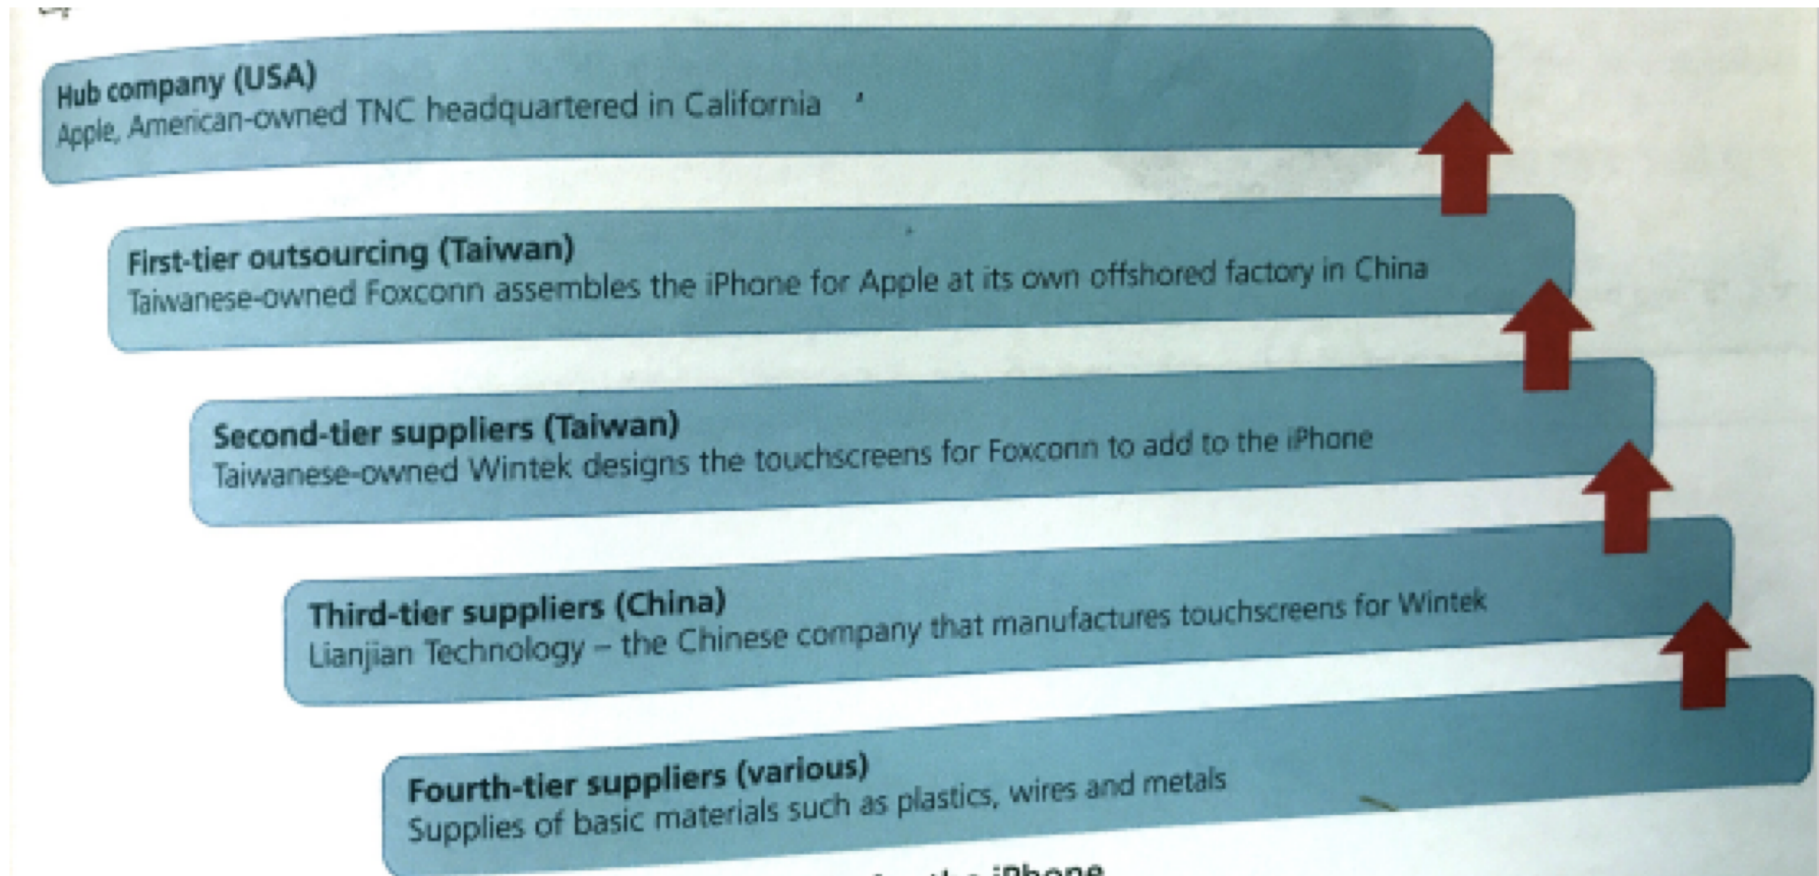 Hub company (USA)
Apple, American-owned TNC headquartered in California
First-tier outsourcing (Taiwan)
Taiwanese-owned Foxconn assembles the iPhone for Apple at its own offshored factory in China
Second-tier suppliers (Taiwan)
Taiwanese-owned Wintek designs the touchscreens for Foxconn to add to the iPhone
Third-tier suppliers (China)
Lianjian Technology – the Chinese company that manufactures touchscreens for Wintek
Fourth-tier suppliers (various)
Supplies of basic materials such as plastics, wires and metals
the iPhone